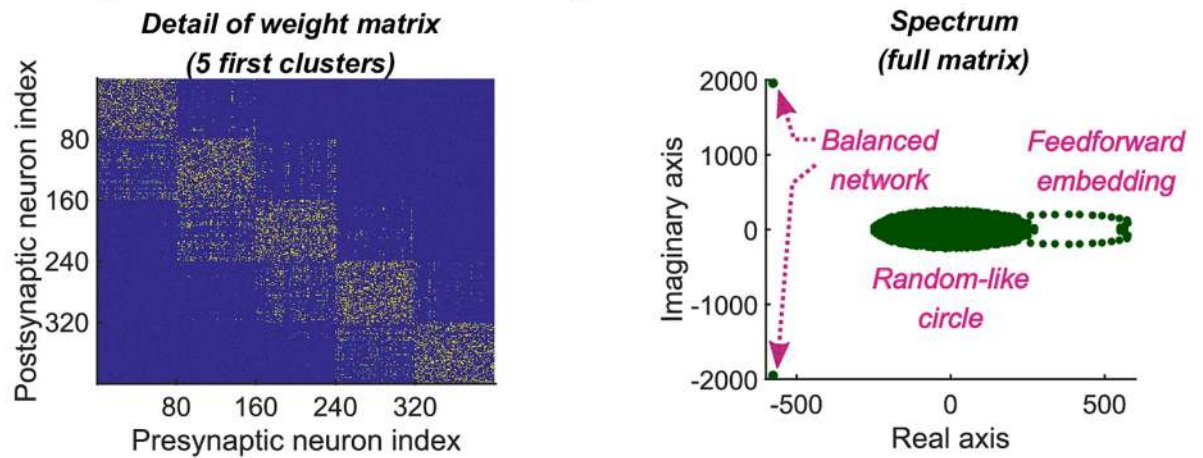 Detail of weight matrix
(5 first clusters)
Postsynaptic neuron index
80
160
240
320
80 160 240 320
Presynaptic neuron index
Spectrum
(full matrix)
Imaginary axis
2000
1000
0
-1000
-2000
Balanced
network
Feedforward
embedding
Random-like
circle
-500 0 500
Real axis